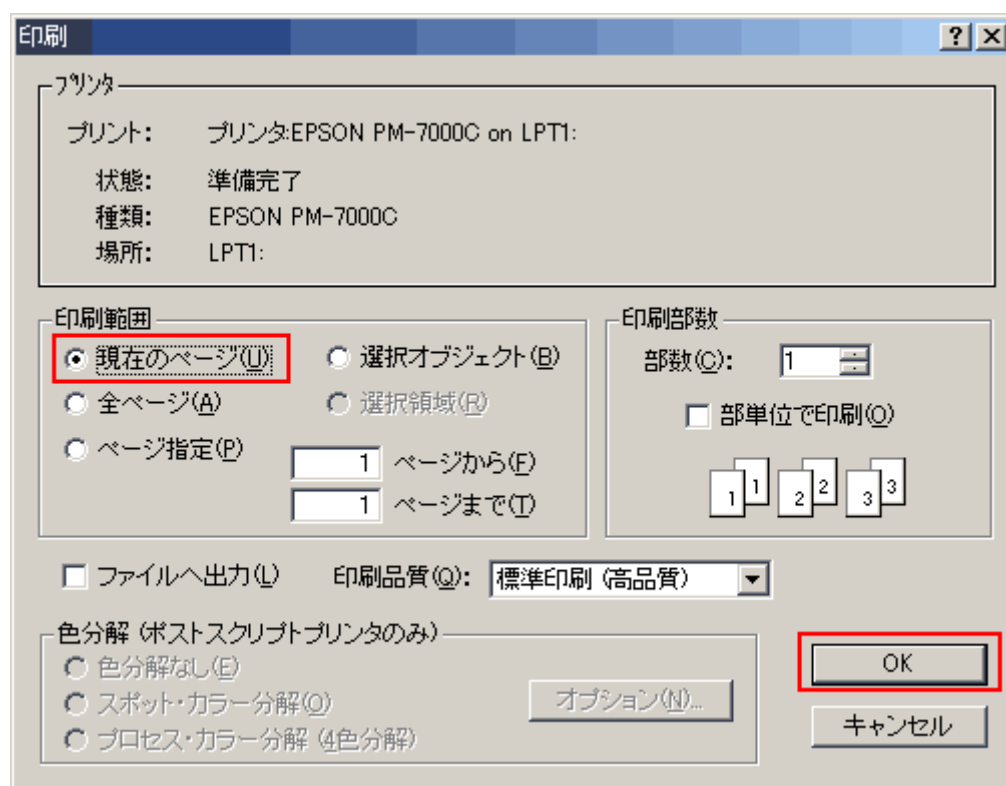 印刷
プリンタ
プリント： プリンタ:EPSON PM-7000C on LPT1:
状態： 準備完了
種類： EPSON PM-7000C
場所： LPT1:
印刷範囲
現在のページ(U) 選択オブジェクト(B)
全ページ(A) 選択領域(R)
ページ指定(P)
1 ページから(F)
1 ページまで(T)
印刷部数
部数(C)： 1
部単位で印刷(O)
1 1 2 2 3 3
ファイルへ出力(L) 印刷品質(Q)： 標準印刷 (高品質)
色分解 (ポストスクリプトプリンタのみ)
色分解なし(E)
スポット・カラー分解(O)
プロセス・カラー分解 (4色分解)
オプション(N)...
OK
キャンセル